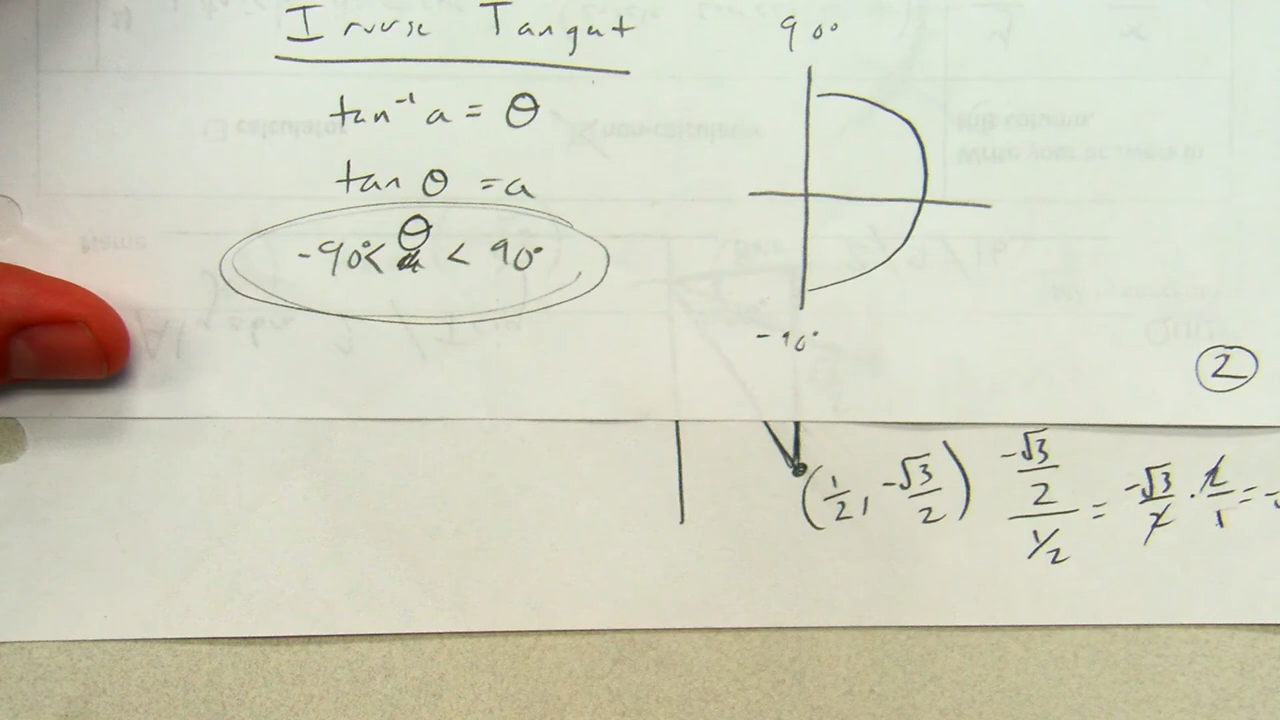 Inverse Tangent
90°
tan⁻¹ a = θ
tan θ = a
-90° < θ < 90°
-90°
2
(1/2, -√3/2) (-√3/2)/(1/2) = -√3/2 · 2/1 = -